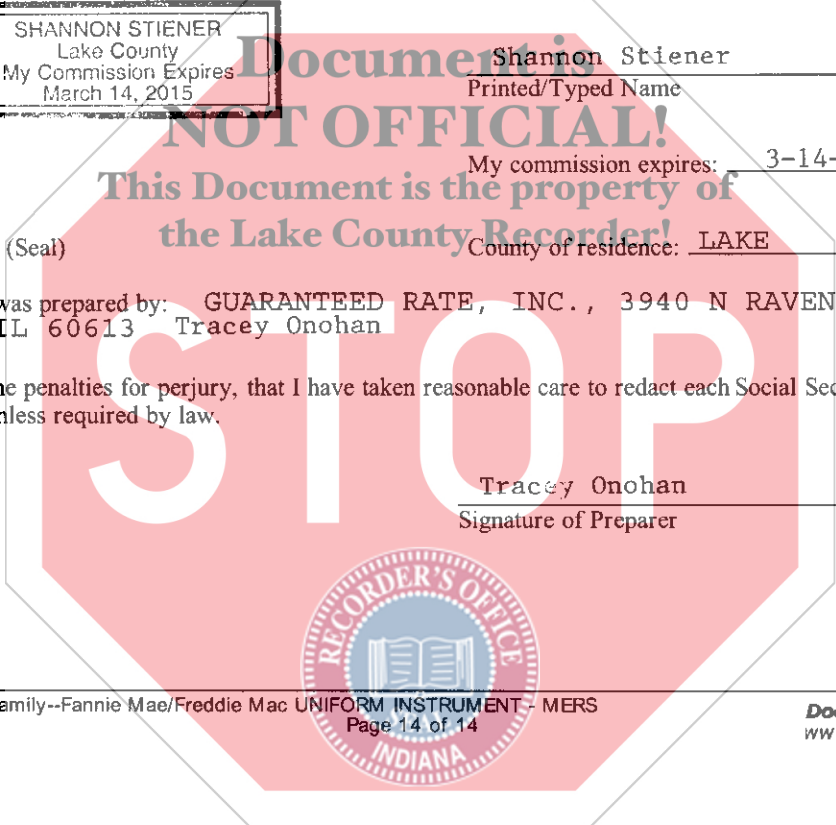 SHANNON STIENER
Lake County
My Commission Expires
March 14, 2015
Document is
NOT OFFICIAL!
This Document is the property of
the Lake County Recorder!
Shannon Stiener
Printed/Typed Name
My commission expires: 3-14-
(Seal)
County of residence: LAKE
was prepared by: GUARANTEED RATE, INC., 3940 N RAVEN
IL 60613 Tracey Onohan
he penalties for perjury, that I have taken reasonable care to redact each Social Sec
nless required by law.
STOP
Tracey Onohan
Signature of Preparer
RECORDER'S OFFICE
INDIANA
amily--Fannie Mae/Freddie Mac UNIFORM INSTRUMENT - MERS
Page 14 of 14
Doc
ww